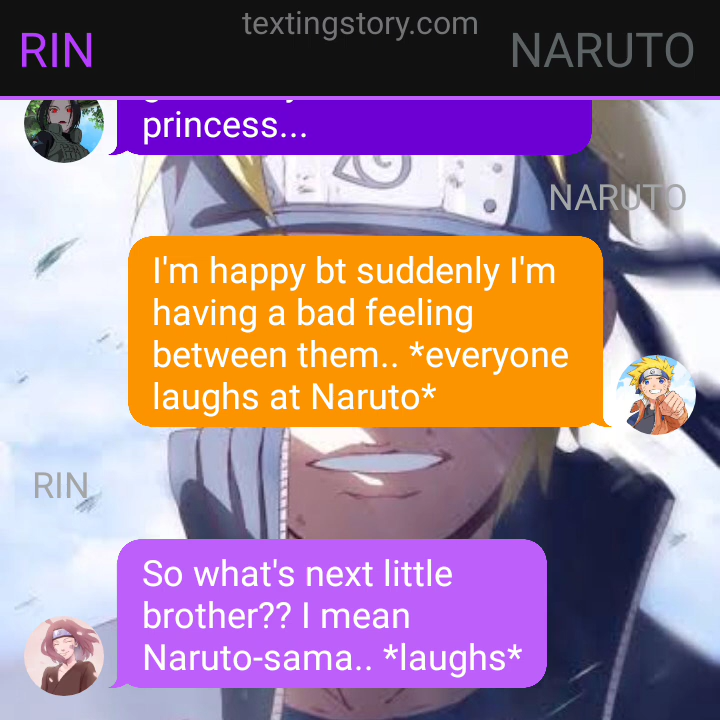 textingstory.com
RIN
NARUTO
princess...
NARUTO
I'm happy bt suddenly I'm
having a bad feeling
between them.. *everyone
laughs at Naruto*
RIN
So what's next little
brother?? I mean
Naruto-sama.. *laughs*